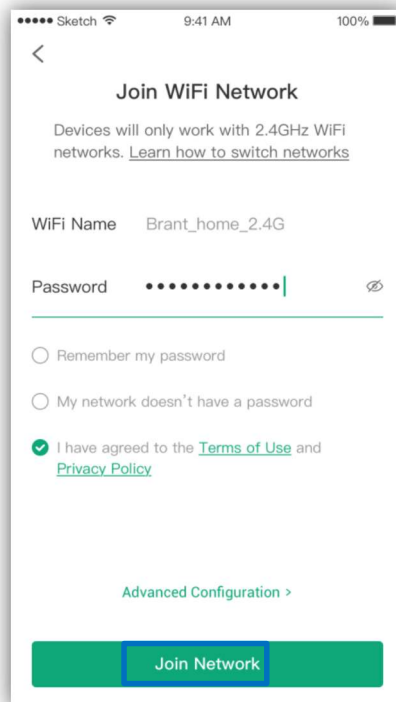 Sketch 9:41 AM 100%
Join WiFi Network
Devices will only work with 2.4GHz WiFi
networks. Learn how to switch networks
WiFi Name Brant_home_2.4G
Password ••••••••••••
Remember my password
My network doesn't have a password
I have agreed to the Terms of Use and
Privacy Policy
Advanced Configuration >
Join Network